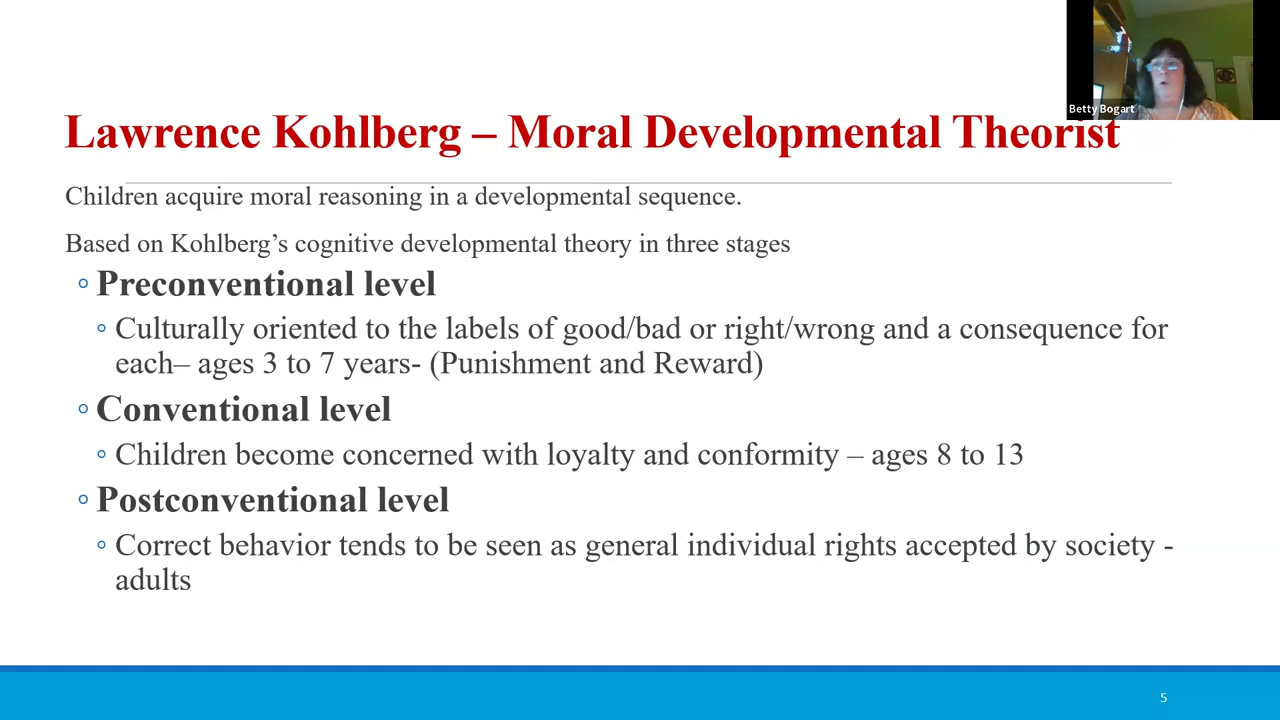 Betty Bogart
Lawrence Kohlberg – Moral Developmental Theorist
Children acquire moral reasoning in a developmental sequence.
Based on Kohlberg’s cognitive developmental theory in three stages
◦ Preconventional level
◦ Culturally oriented to the labels of good/bad or right/wrong and a consequence for
each– ages 3 to 7 years- (Punishment and Reward)
◦ Conventional level
◦ Children become concerned with loyalty and conformity – ages 8 to 13
◦ Postconventional level
◦ Correct behavior tends to be seen as general individual rights accepted by society -
adults
5